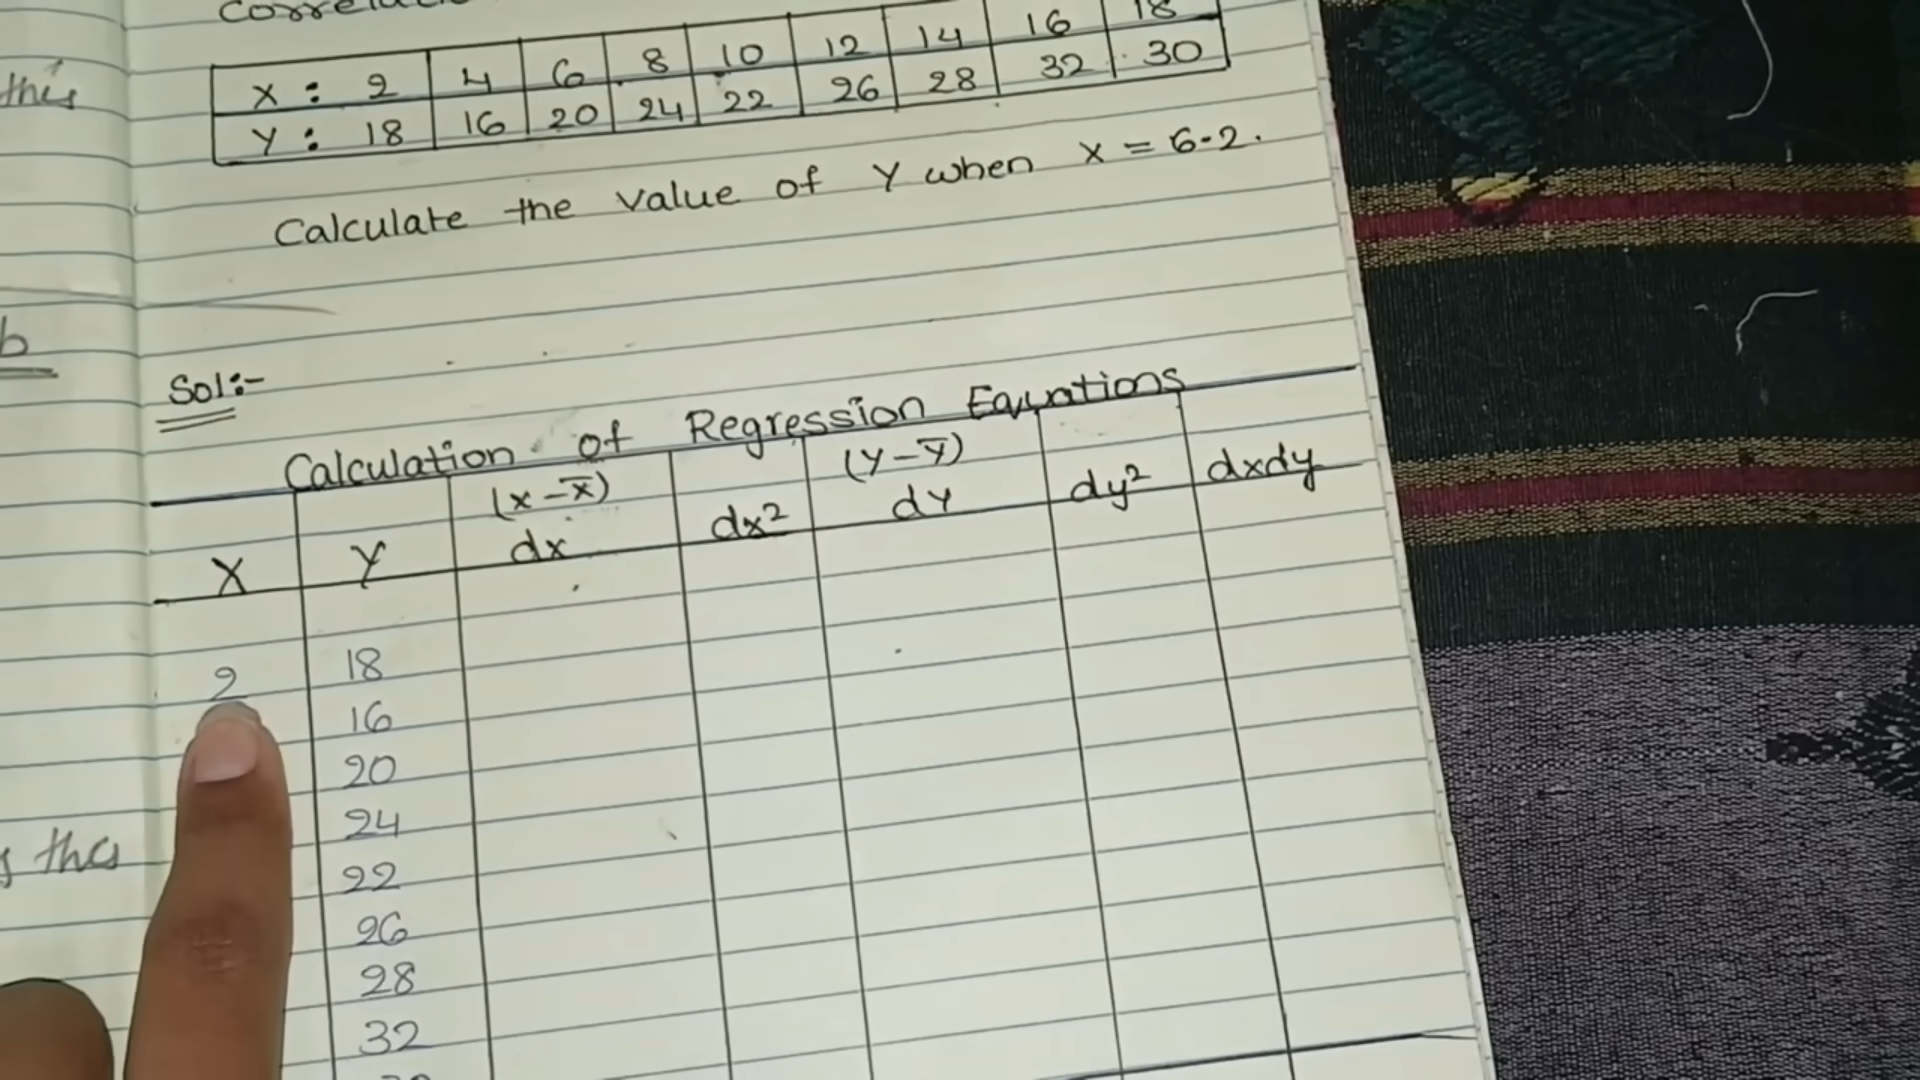 X : 2 4 6 8 10 12 14 16 18
Y : 18 16 20 24 22 26 28 32 30
Calculate the value of Y when X = 6.2.
this
b
Sol:-
Calculation of Regression Equations
X Y (x-x̅) dx dx² (y-y̅) dy dy² dxdy
2 18
16
20
24
22
26
28
32